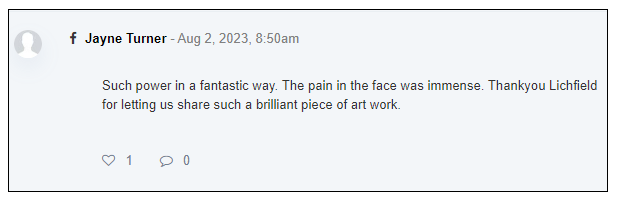 Jayne Turner - Aug 2, 2023, 8:50am
Such power in a fantastic way. The pain in the face was immense. Thankyou Lichfield
for letting us share such a brilliant piece of art work.
1 0